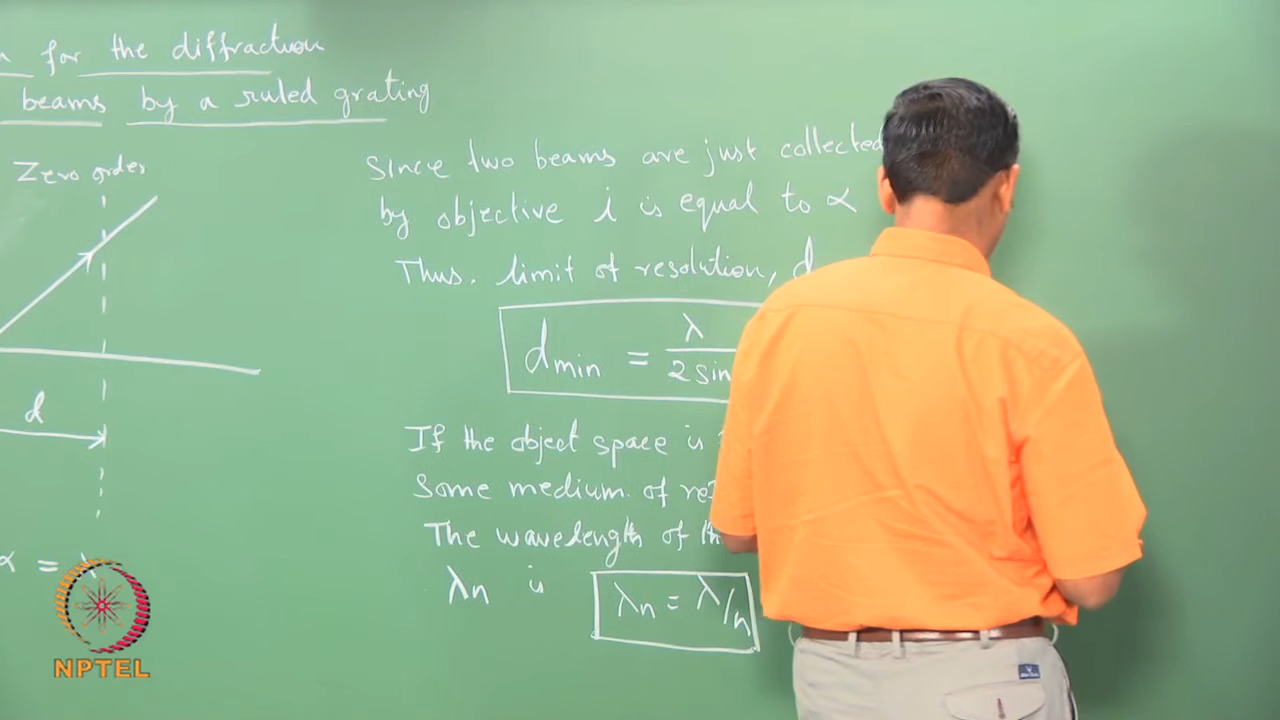 for the diffraction
beams by a ruled grating
Zero order
d
α =
Since two beams are just collected
by objective i is equal to α
Thus. limit of resolution, d
dmin = λ / 2 sin
If the object space is
Some medium. of
The wavelength of
λn is λn = λ/n
NPTEL